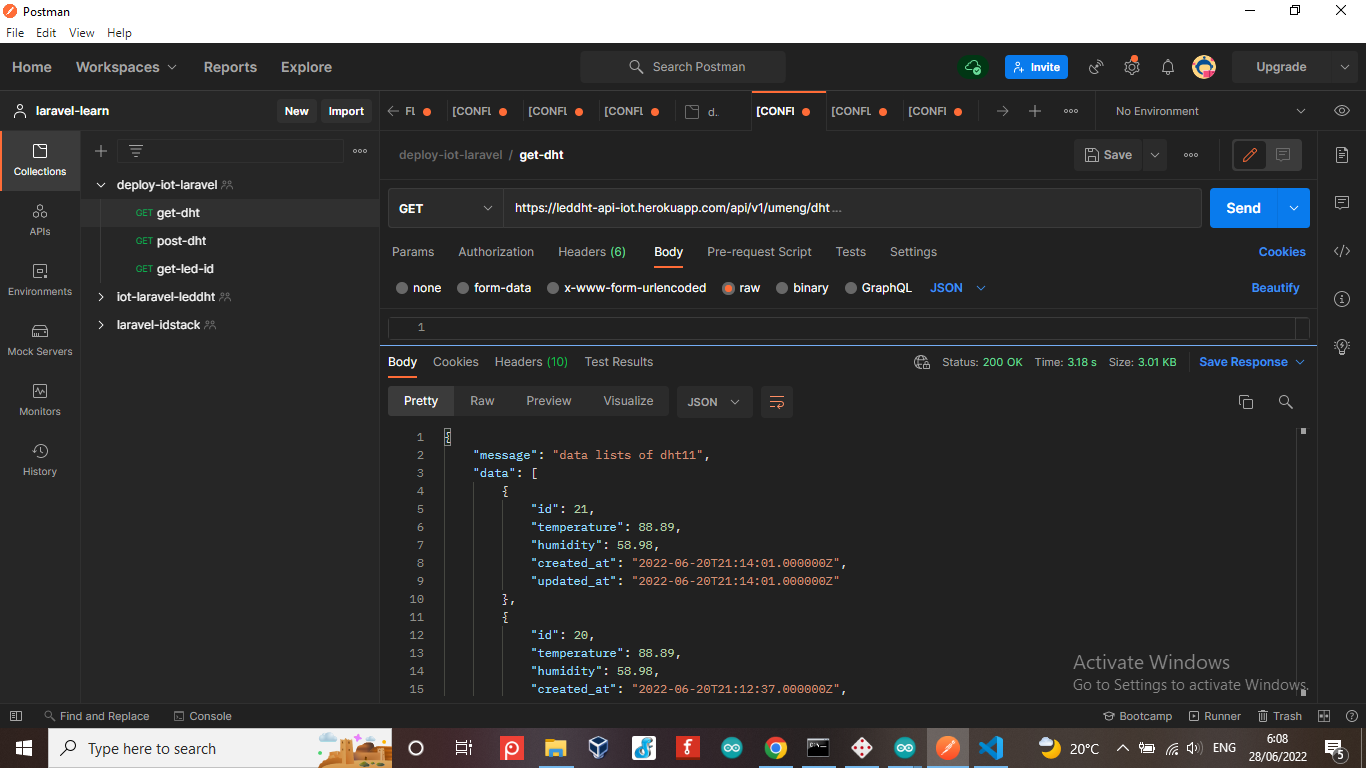 Postman
File Edit View Help
Home Workspaces Reports Explore Search Postman Invite Upgrade
laravel-learn New Import FL [CONFL [CONFL [CONFL d. [CONFI [CONFL [CONFI No Environment
Collections
APIs
Environments
Mock Servers
Monitors
History
deploy-iot-laravel
GET get-dht
GET post-dht
GET get-led-id
iot-laravel-leddht
laravel-idstack
deploy-iot-laravel / get-dht Save
GET https://leddht-api-iot.herokuapp.com/api/v1/umeng/dht... Send
Params Authorization Headers (6) Body Pre-request Script Tests Settings Cookies
none form-data x-www-form-urlencoded raw binary GraphQL JSON Beautify
1
Body Cookies Headers (10) Test Results Status: 200 OK Time: 3.18 s Size: 3.01 KB Save Response
Pretty Raw Preview Visualize JSON
1 {
2 "message": "data lists of dht11",
3 "data": [
4 {
5 "id": 21,
6 "temperature": 88.89,
7 "humidity": 58.98,
8 "created_at": "2022-06-20T21:14:01.000000Z",
9 "updated_at": "2022-06-20T21:14:01.000000Z"
10 },
11 {
12 "id": 20,
13 "temperature": 88.89,
14 "humidity": 58.98,
15 "created_at": "2022-06-20T21:12:37.000000Z",
Activate Windows
Go to Settings to activate Windows.
Find and Replace Console Bootcamp Runner Trash
Type here to search 20°C ENG 6:08
28/06/2022 5